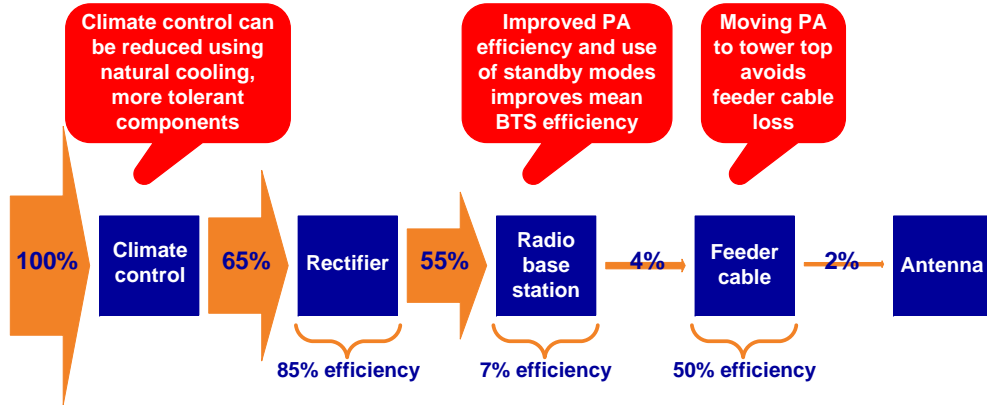 Climate control can
be reduced using
natural cooling,
more tolerant
components
Improved PA
efficiency and use
of standby modes
improves mean
BTS efficiency
Moving PA
to tower top
avoids
feeder cable
loss
100%
Climate
control
65%
Rectifier
55%
Radio
base
station
4%
Feeder
cable
2%
Antenna
85% efficiency
7% efficiency
50% efficiency